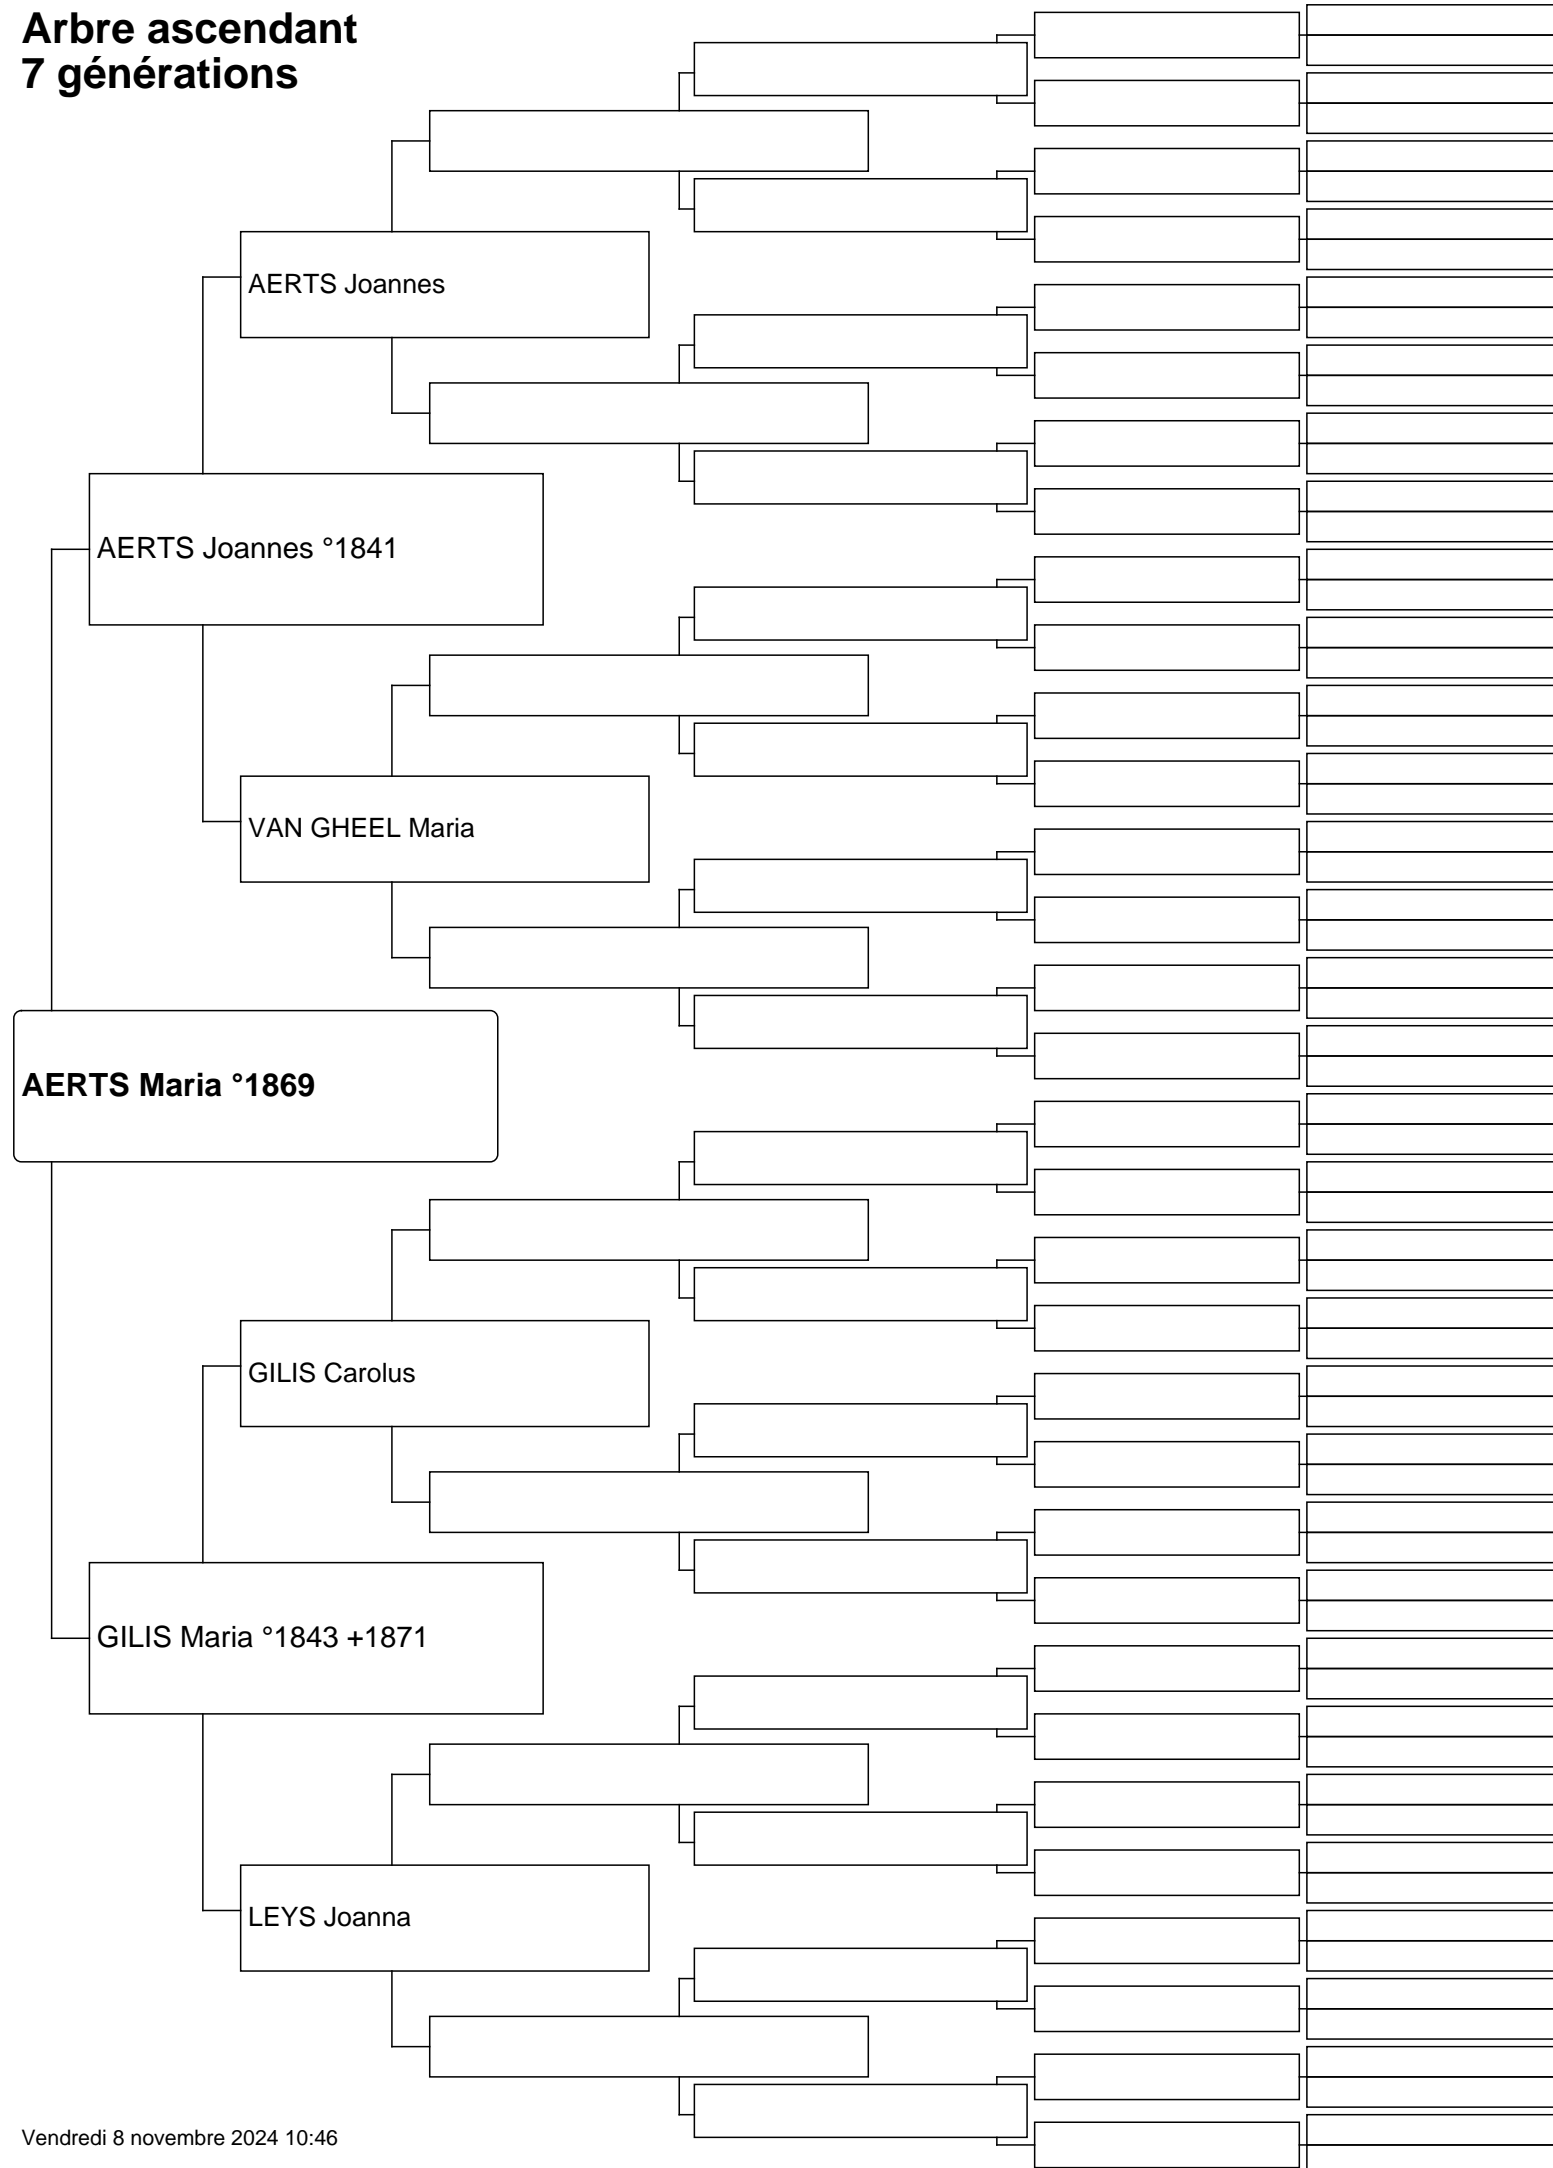 Arbre ascendant
7 générations
AERTS Joannes
AERTS Joannes °1841
VAN GHEEL Maria
AERTS Maria °1869
GILIS Carolus
GILIS Maria °1843 +1871
LEYS Joanna
Vendredi 8 novembre 2024 10:46